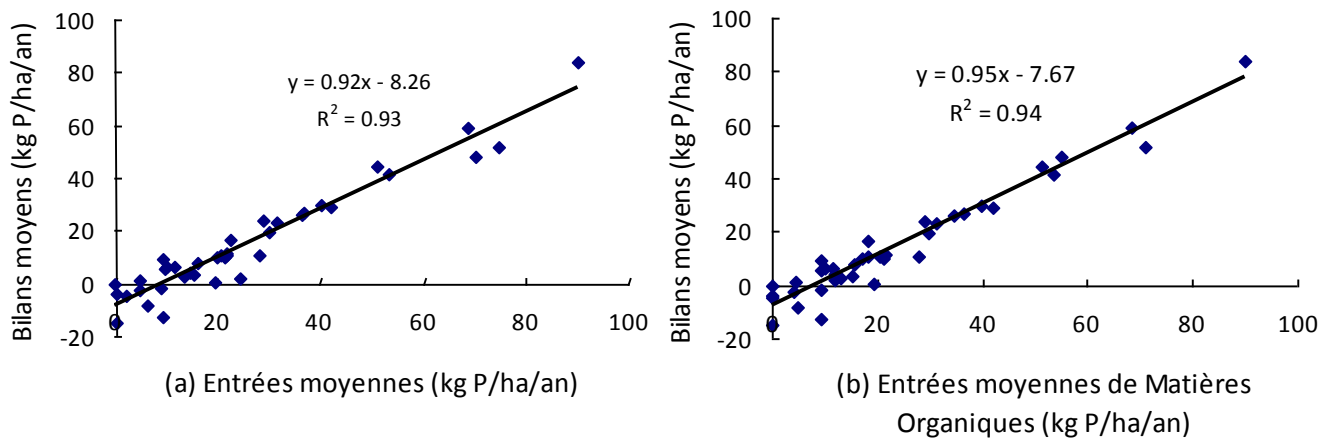 Bilans moyens (kg P/ha/an)
100
80
60
40
20
0
-20
y = 0.92x - 8.26
R² = 0.93
0
20
40
60
80
100
(a) Entrées moyennes (kg P/ha/an)
Bilans moyens (kg P/ha/an)
100
80
60
40
20
0
-20
y = 0.95x - 7.67
R² = 0.94
0
20
40
60
80
100
(b) Entrées moyennes de Matières
Organiques (kg P/ha/an)